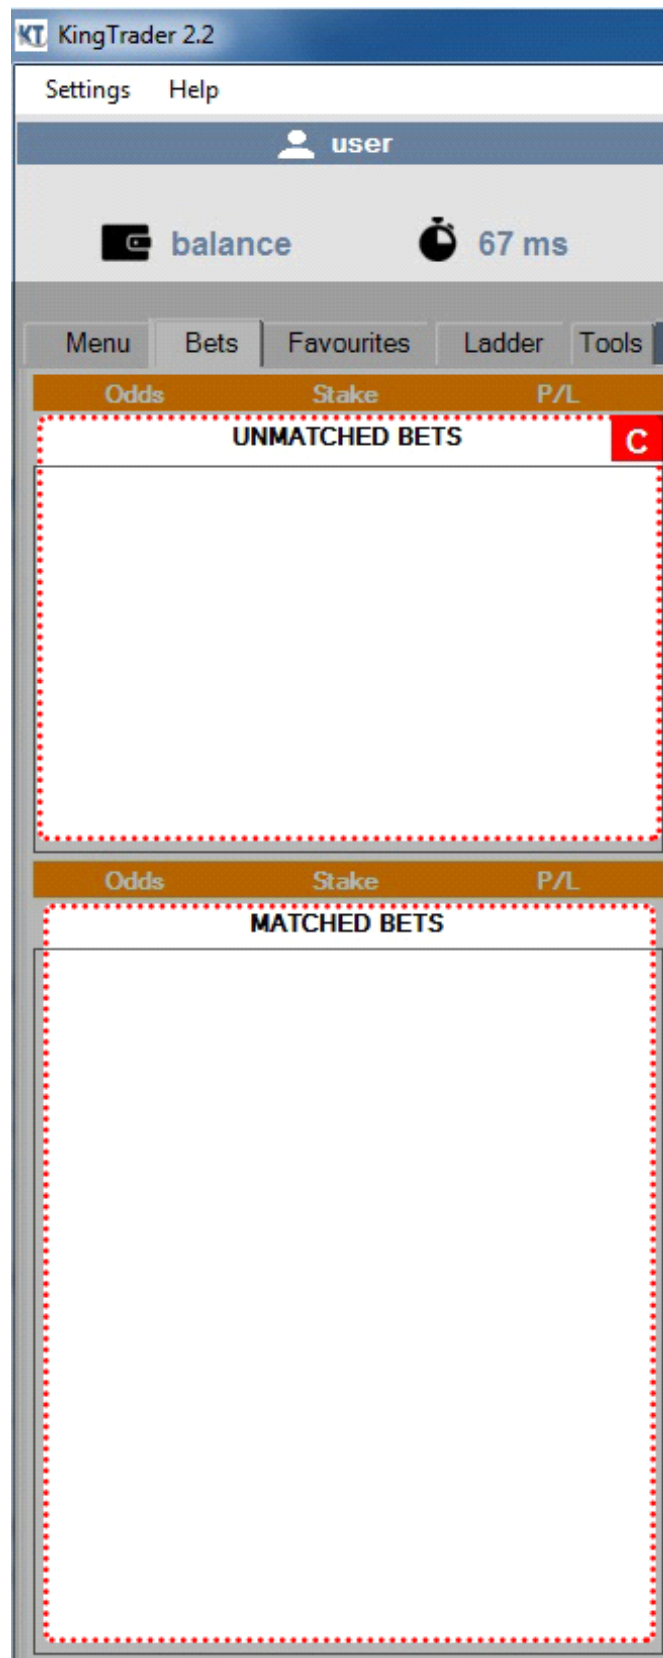 KT KingTrader 2.2
Settings Help
user
balance 67 ms
Menu Bets Favourites Ladder Tools
Odds Stake P/L
UNMATCHED BETS C
Odds Stake P/L
MATCHED BETS